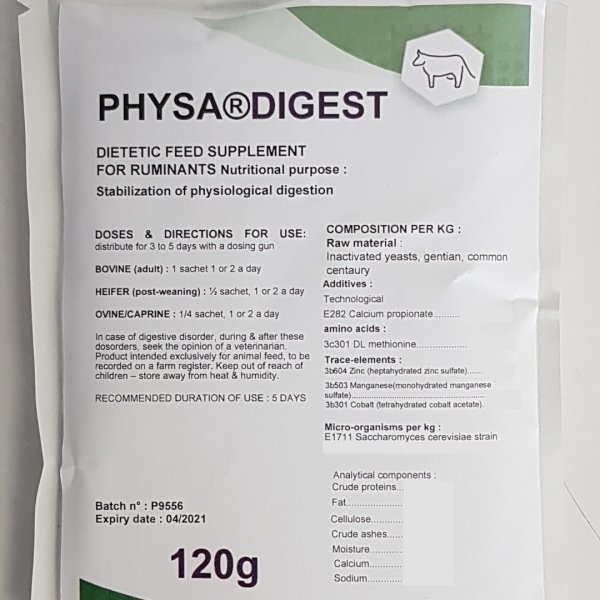 PHYSA®DIGEST
DIETETIC FEED SUPPLEMENT
FOR RUMINANTS Nutritional purpose :
Stabilization of physiological digestion
DOSES & DIRECTIONS FOR USE:
distribute for 3 to 5 days with a dosing gun
BOVINE (adult) : 1 sachet 1 or 2 a day
HEIFER (post-weaning) : ½ sachet, 1 or 2 a day
OVINE/CAPRINE : 1/4 sachet, 1 or 2 a day
In case of digestive disorder, during & after these
dosorders, seek the opinion of a veterinarian.
Product intended exclusively for animal feed, to be
recorded on a farm register. Keep out of reach of
children – store away from heat & humidity.
RECOMMENDED DURATION OF USE : 5 DAYS
Batch n° : P9556
Expiry date : 04/2021
120g
COMPOSITION PER KG :
Raw material :
Inactivated yeasts, gentian, common
centaury
Additives :
Technological
E282 Calcium propionate..........
amino acids :
3c301 DL methionine...................
Trace-elements :
3b604 Zinc (heptahydrated zinc sulfate).......
3b503 Manganese(monohydrated manganese
sulfate)..................................................
3b301 Cobalt (tetrahydrated cobalt acetate).
Micro-organisms per kg :
E1711 Saccharomyces cerevisiae strain
Analytical components :
Crude proteins...
Fat.....................
Cellulose............
Crude ashes......
Moisture............
Calcium.............
Sodium.............